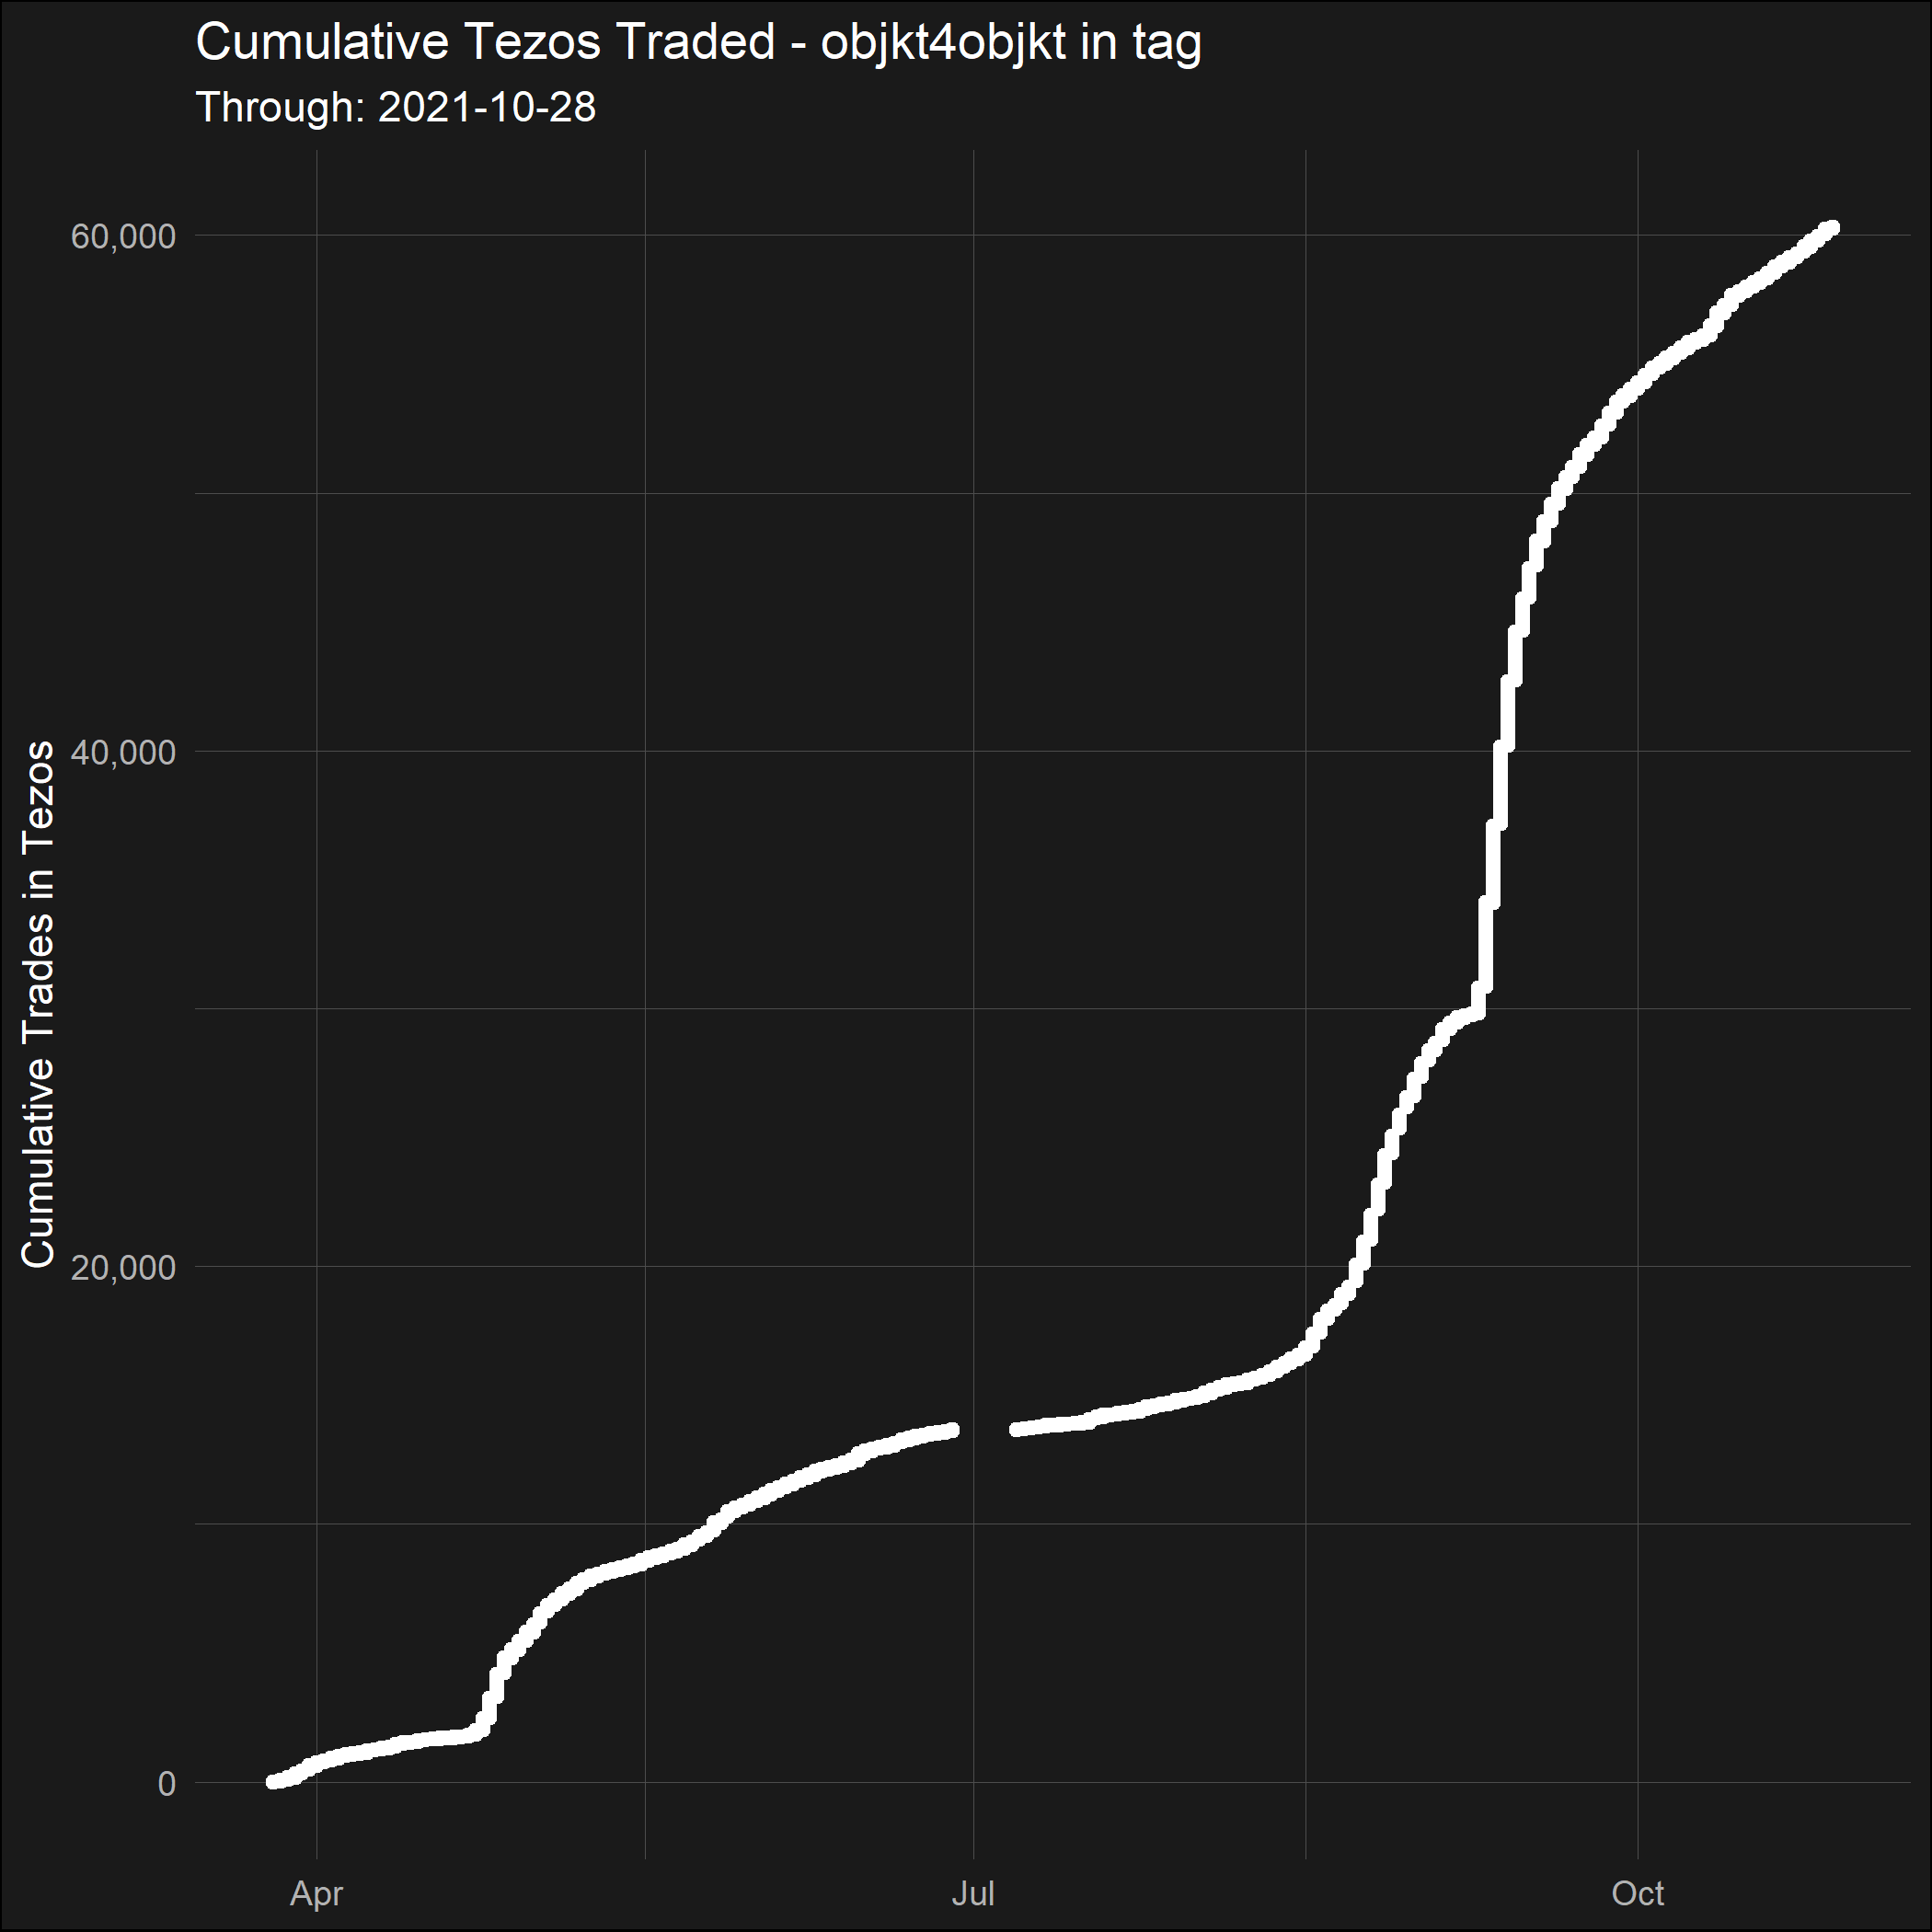 Cumulative Tezos Traded - objkt4objkt in tag
Through: 2021-10-28
Cumulative Trades in Tezos
60,000
40,000
20,000
0
Apr
Jul
Oct